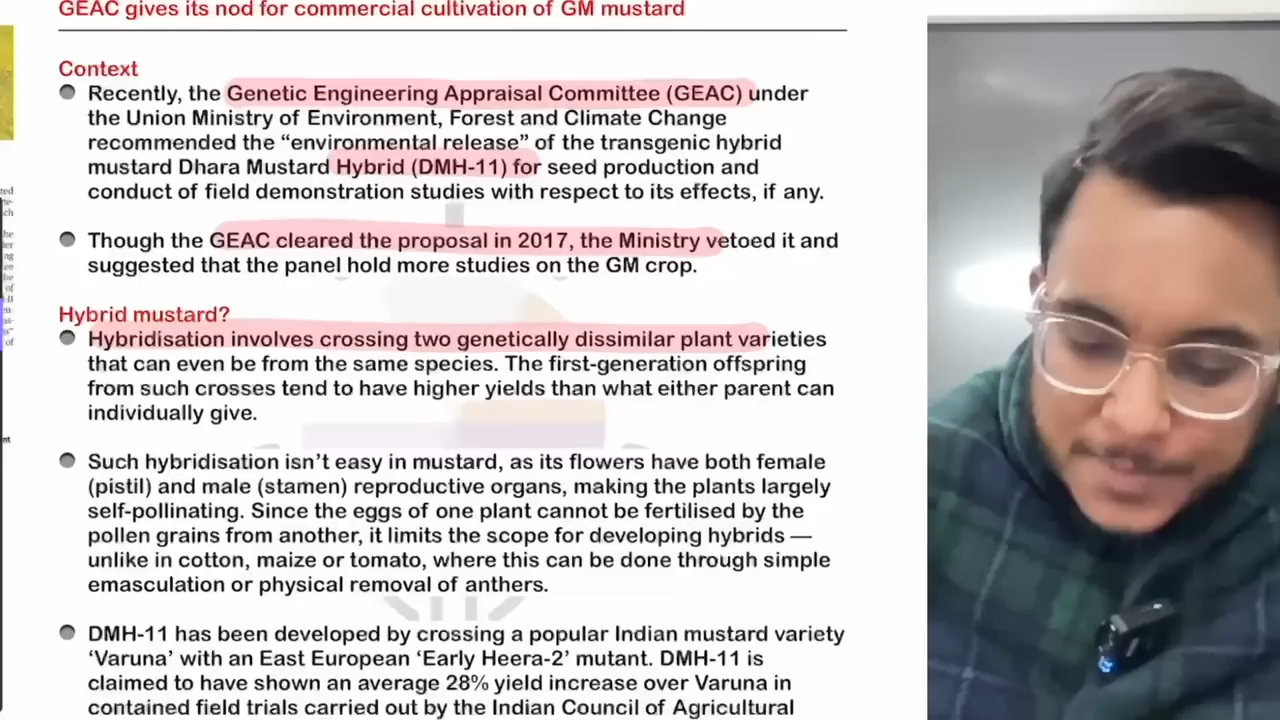 GEAC gives its nod for commercial cultivation of GM mustard
Context
Recently, the Genetic Engineering Appraisal Committee (GEAC) under
the Union Ministry of Environment, Forest and Climate Change
recommended the “environmental release” of the transgenic hybrid
mustard Dhara Mustard Hybrid (DMH-11) for seed production and
conduct of field demonstration studies with respect to its effects, if any.
Though the GEAC cleared the proposal in 2017, the Ministry vetoed it and
suggested that the panel hold more studies on the GM crop.
Hybrid mustard?
Hybridisation involves crossing two genetically dissimilar plant varieties
that can even be from the same species. The first-generation offspring
from such crosses tend to have higher yields than what either parent can
individually give.
Such hybridisation isn’t easy in mustard, as its flowers have both female
(pistil) and male (stamen) reproductive organs, making the plants largely
self-pollinating. Since the eggs of one plant cannot be fertilised by the
pollen grains from another, it limits the scope for developing hybrids —
unlike in cotton, maize or tomato, where this can be done through simple
emasculation or physical removal of anthers.
DMH-11 has been developed by crossing a popular Indian mustard variety
‘Varuna’ with an East European ‘Early Heera-2’ mutant. DMH-11 is
claimed to have shown an average 28% yield increase over Varuna in
contained field trials carried out by the Indian Council of Agricultural